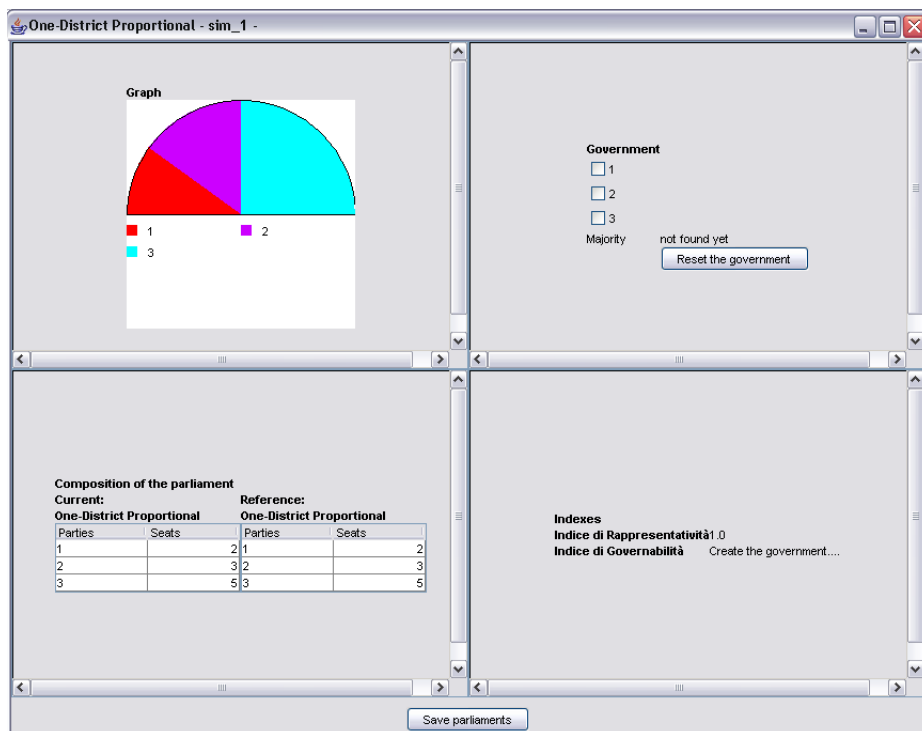 One-District Proportional - sim_1 -
Graph
1 2
3
Government
1
2
3
Majority not found yet
Reset the government
Composition of the parliament
Current: Reference:
One-District Proportional One-District Proportional
Parties Seats Parties Seats
1 2 1 2
2 3 2 3
3 5 3 5
Indexes
Indice di Rappresentatività 1.0
Indice di Governabilità Create the government....
Save parliaments